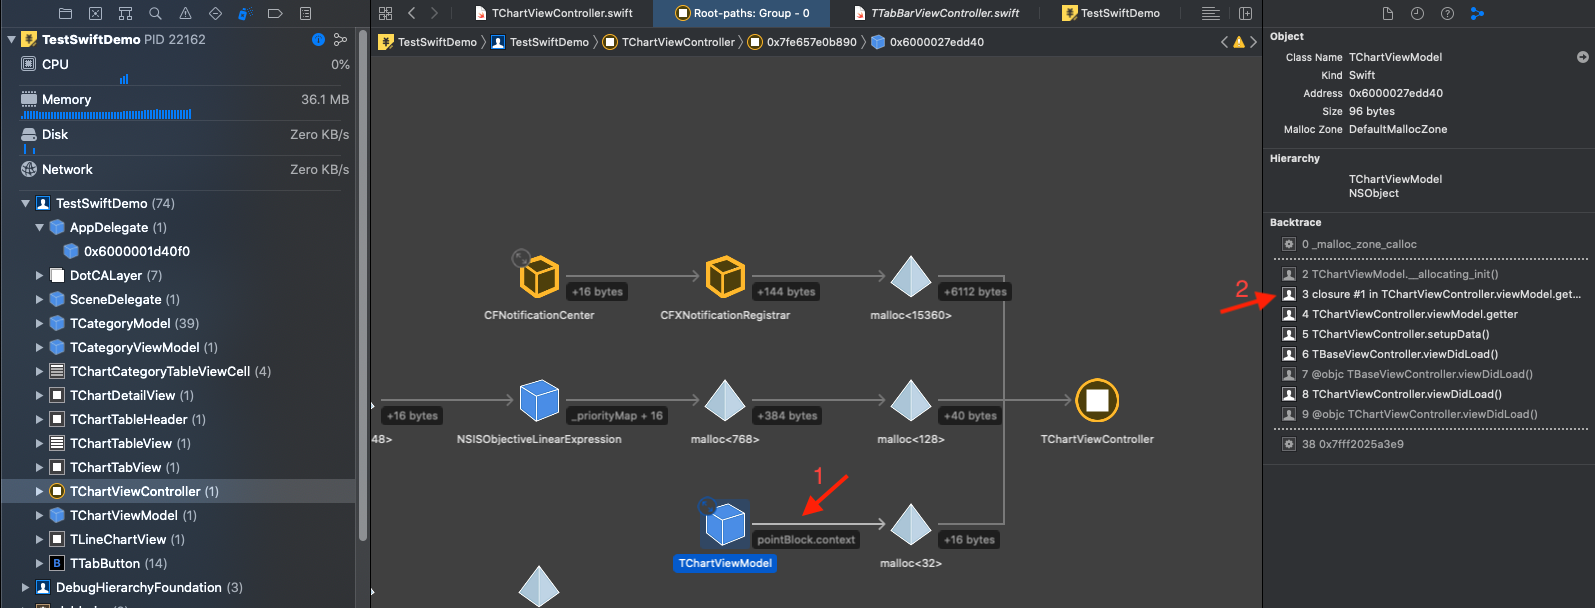 TestSwiftDemo PID 22162
CPU 0%
Memory 36.1 MB
Disk Zero KB/s
Network Zero KB/s
TestSwiftDemo (74)
AppDelegate (1)
0x6000001d40f0
DotCALayer (7)
SceneDelegate (1)
TCategoryModel (39)
TCategoryViewModel (1)
TChartCategoryTableViewCell (4)
TChartDetailView (1)
TChartTableHeader (1)
TChartTableView (1)
TChartTabView (1)
TChartViewController (1)
TChartViewModel (1)
TLineChartView (1)
B TTabButton (14)
DebugHierarchyFoundation (3)
TChartViewController.swift
Root-paths: Group - 0
TTabBarViewController.swift
TestSwiftDemo
TestSwiftDemo
TestSwiftDemo
TChartViewController
0x7fe657e0b890
0x6000027edd40
+16 bytes
+144 bytes
+6112 bytes
CFNotificationCenter
CFXNotificationRegistrar
malloc<15360>
+16 bytes
_priorityMap + 16
+384 bytes
+40 bytes
48>
NSISObjectiveLinearExpression
malloc<768>
malloc<128>
TChartViewController
1
pointBlock.context
+16 bytes
TChartViewModel
malloc<32>
Object
Class Name TChartViewModel
Kind Swift
Address 0x6000027edd40
Size 96 bytes
Malloc Zone DefaultMallocZone
Hierarchy
TChartViewModel
NSObject
Backtrace
0 _malloc_zone_calloc
2 TChartViewModel.__allocating_init()
2
3 closure #1 in TChartViewController.viewModel.get...
4 TChartViewController.viewModel.getter
5 TChartViewController.setupData()
6 TBaseViewController.viewDidLoad()
7 @objc TBaseViewController.viewDidLoad()
8 TChartViewController.viewDidLoad()
9 @objc TChartViewController.viewDidLoad()
38 0x7fff2025a3e9